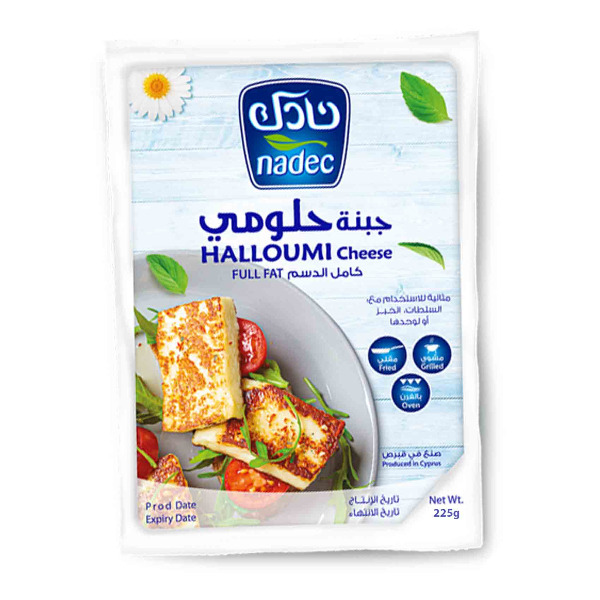 نادك
nadec
جبنة حلومي
HALLOUMI Cheese
FULL FAT كامل الدسم
مثالية للاستخدام مع:
السلطات، الخبز
أو لوحدها
مقلي
Fried
مشوي
Grilled
بالفرن
Oven
صنع في قبرص
Produced in Cyprus
Prod Date تاريخ الإنتاج
Expiry Date تاريخ الانتهاء
Net Wt.
225g